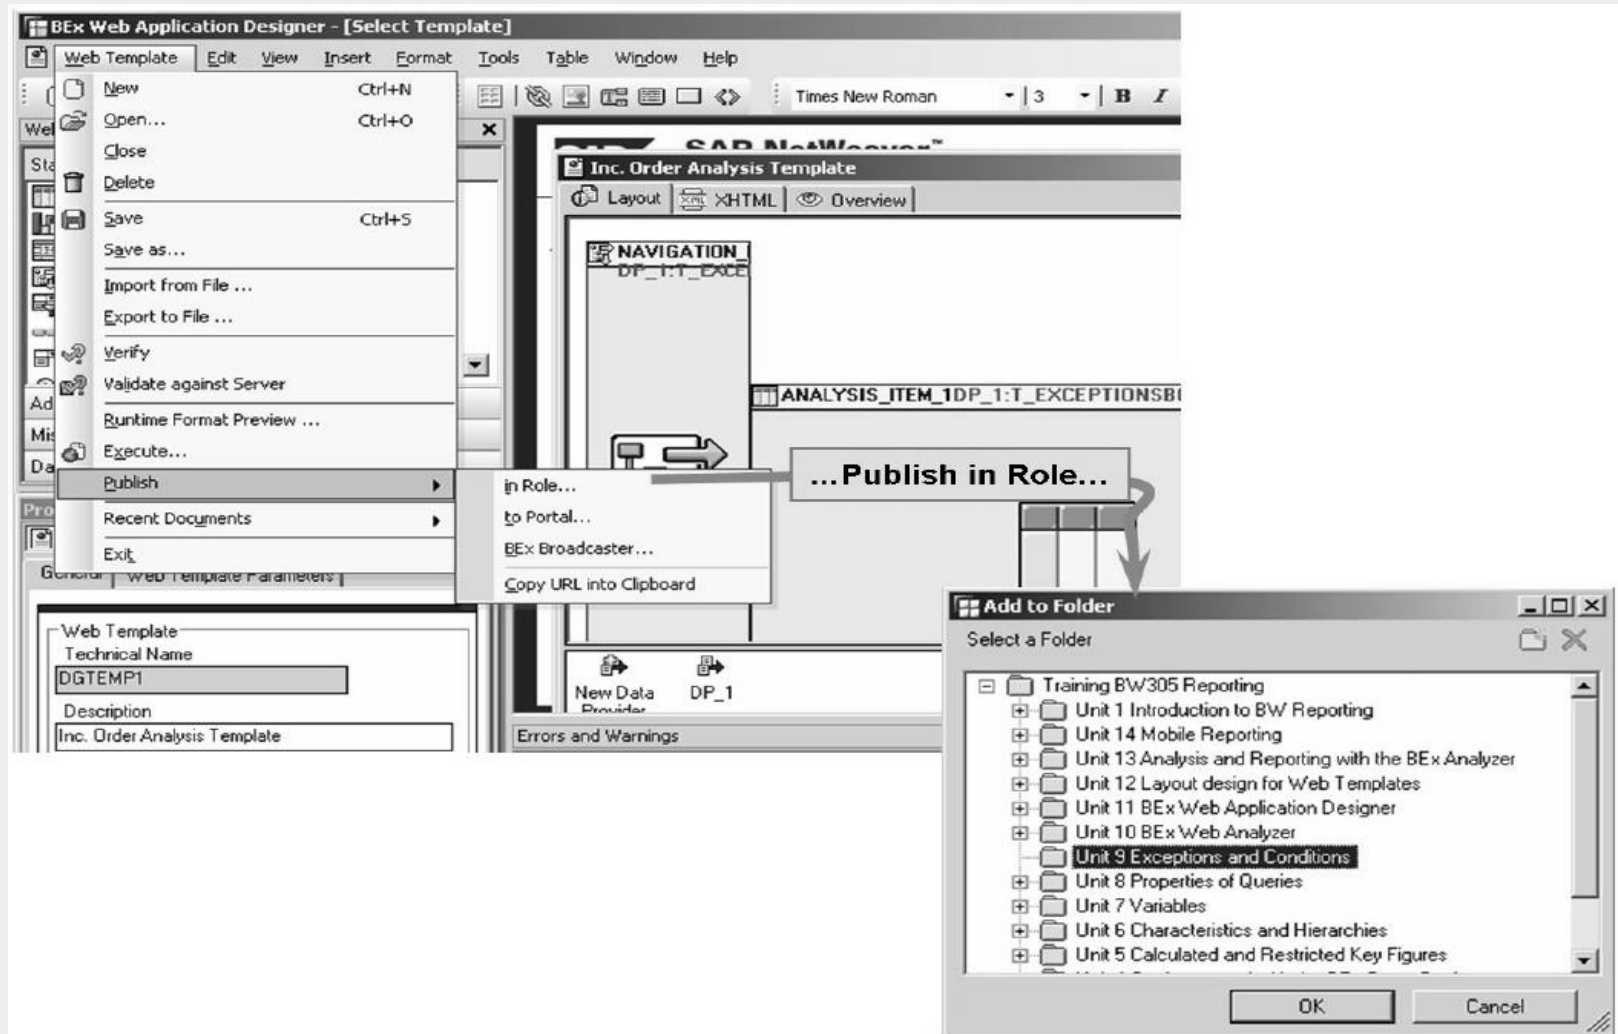 BEx Web Application Designer - [Select Template]
Web Template Edit View Insert Format Tools Table Window Help
New Ctrl+N
Times New Roman 3 B I
Open... Ctrl+O
Close
Delete
Save Ctrl+S
Save as...
Import from File ...
Export to File ...
Verify
Validate against Server
Runtime Format Preview ...
Execute...
Publish
Recent Documents
Exit
in Role...
to Portal...
BEx Broadcaster...
Copy URL into Clipboard
SAP NetWeaver™
Inc. Order Analysis Template
Layout XHTML Overview
NAVIGATION_
DP_1:T_EXCE
ANALYSIS_ITEM_1DP_1:T_EXCEPTIONSB
...Publish in Role...
General Web Template Parameters
Web Template
Technical Name
DGTEMP1
Description
Inc. Order Analysis Template
New Data
Provider
DP_1
Errors and Warnings
Add to Folder
Select a Folder
Training BW305 Reporting
Unit 1 Introduction to BW Reporting
Unit 14 Mobile Reporting
Unit 13 Analysis and Reporting with the BEx Analyzer
Unit 12 Layout design for Web Templates
Unit 11 BEx Web Application Designer
Unit 10 BEx Web Analyzer
Unit 9 Exceptions and Conditions
Unit 8 Properties of Queries
Unit 7 Variables
Unit 6 Characteristics and Hierarchies
Unit 5 Calculated and Restricted Key Figures
OK Cancel